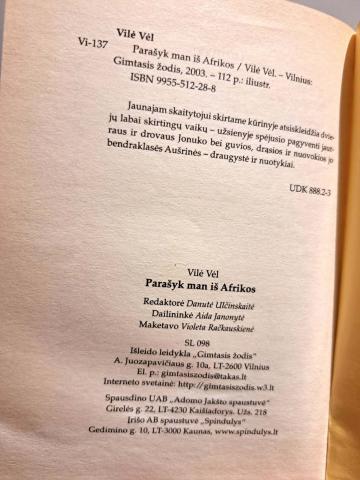 Vilė Vėl
Vi-137
Parašyk man iš Afrikos / Vilė Vėl. – Vilnius:
Gimtasis žodis, 2003. – 112 p.: iliustr.
ISBN 9955-512-28-8
Jaunajam skaitytojui skirtame kūrinyje atsiskleidžia dvie-
jų labai skirtingų vaikų – užsienyje spėjusio pagyventi jaut-
raus ir drovaus Jonuko bei guvios, drąsios ir nuovokios jo
bendraklasės Aušrinės – draugystė ir nuotykiai.
UDK 888.2-3
Vilė Vėl
Parašyk man iš Afrikos
Redaktorė Danutė Ulčinskaitė
Dailininkė Aida Janonytė
Maketavo Violeta Račkauskienė
SL 098
Išleido leidykla „Gimtasis žodis“
A. Juozapavičiaus g. 10a, LT-2600 Vilnius
El. p.: gimtasiszodis@takas.lt
Interneto svetainė: http://gimtasiszodis.w3.lt
Spausdino UAB „Adomo Jakšto spaustuvė“
Girelės g. 22, LT-4230 Kaišiadorys. Užs. 218
Įrišo AB spaustuvė „Spindulys“
Gedimino g. 10, LT-3000 Kaunas, www.spindulys.lt